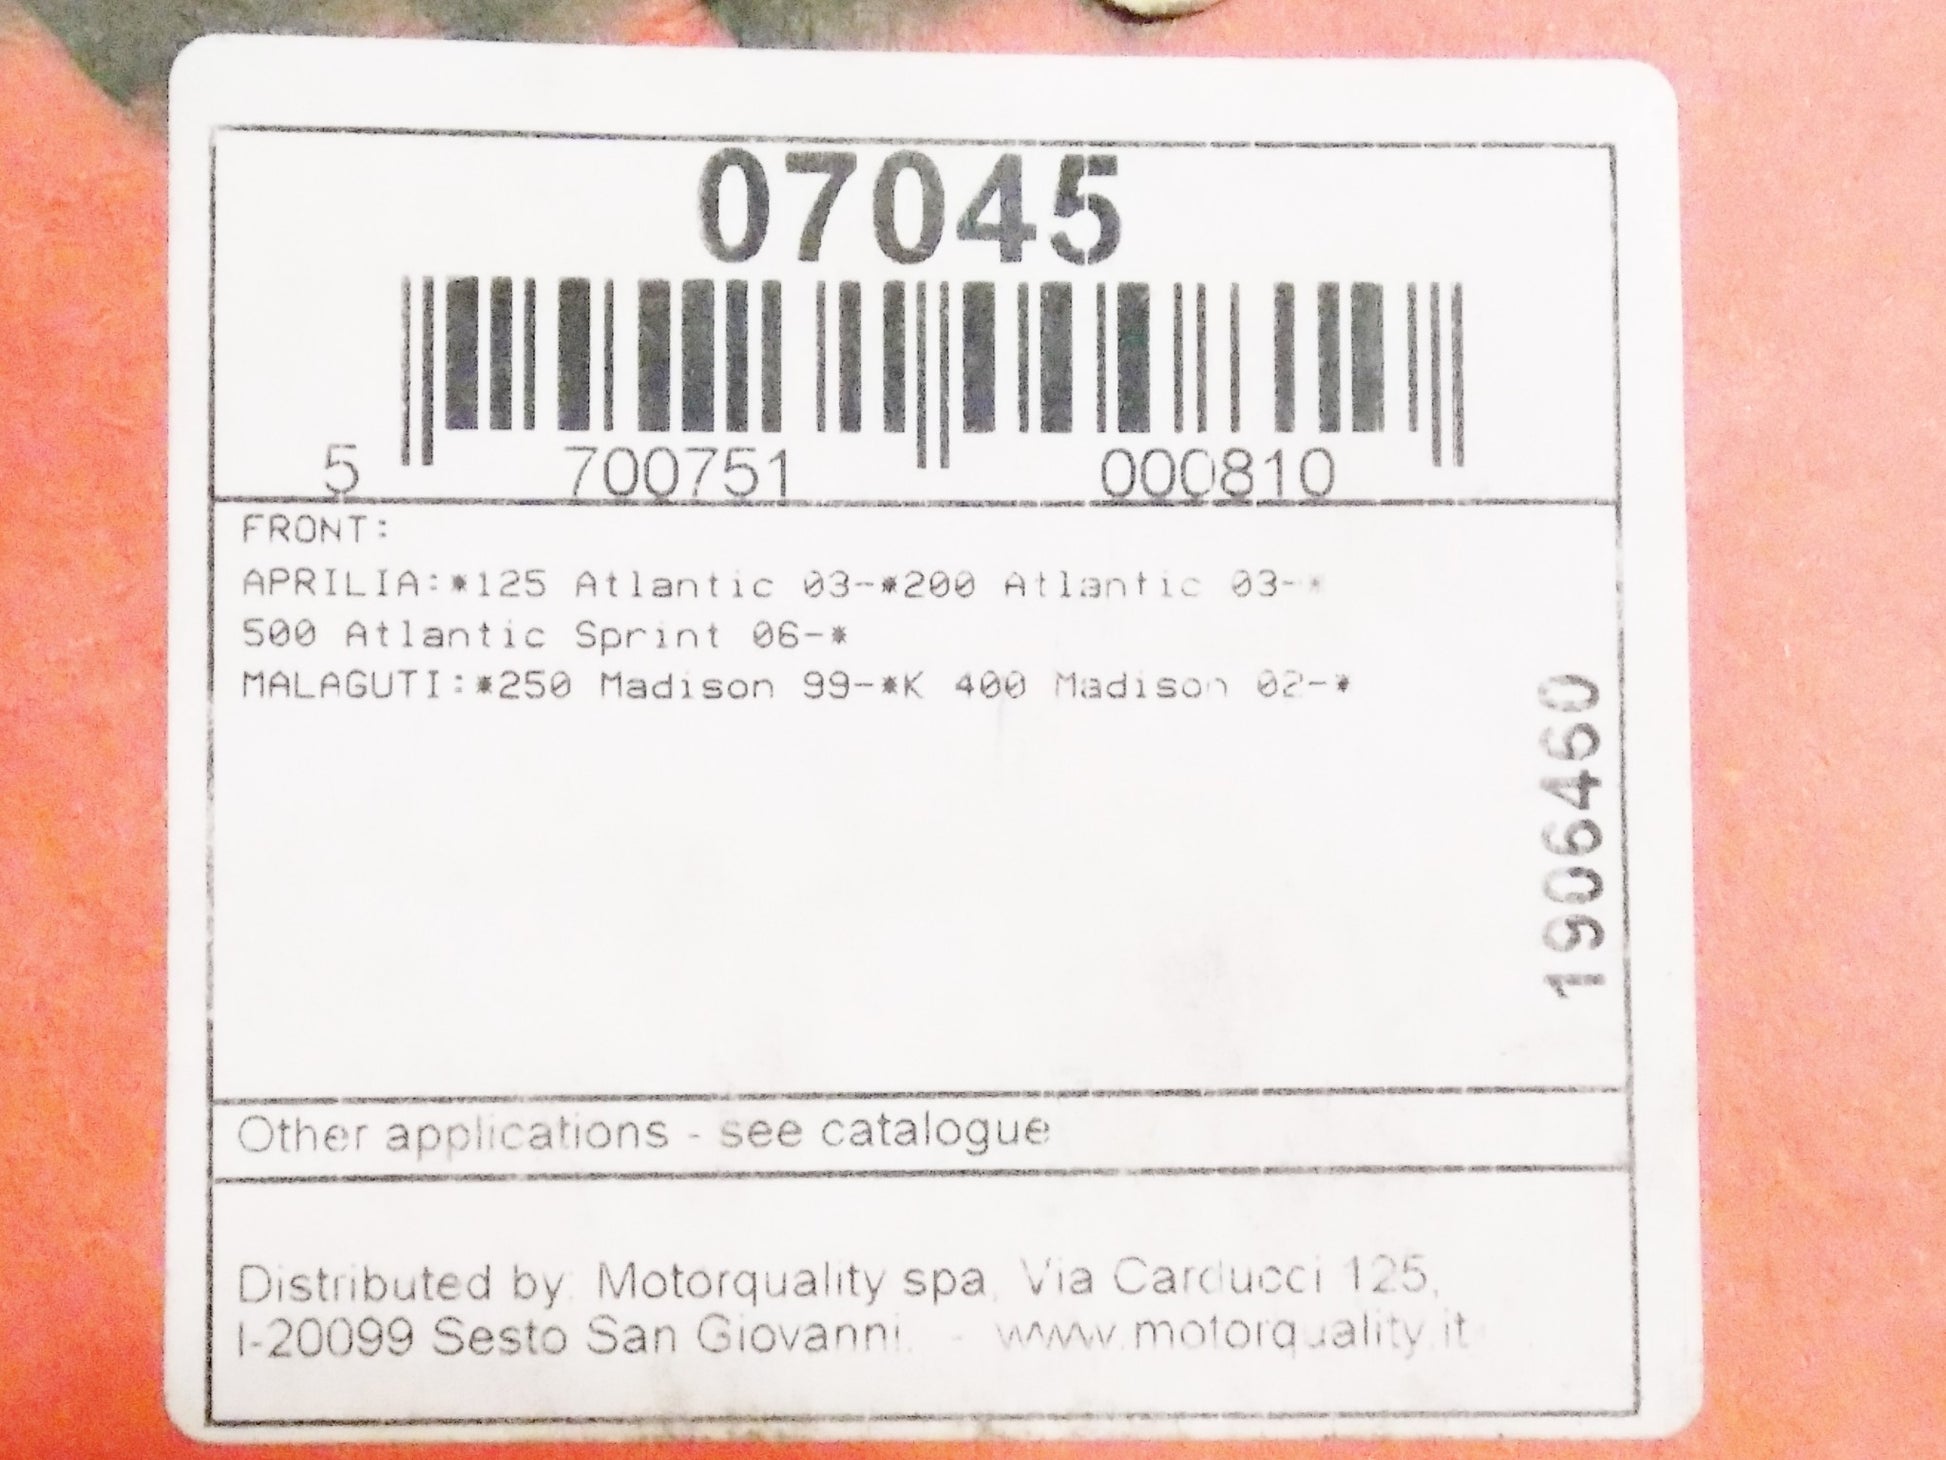 07045
5 700751 000810
FRONT:
APRILIA:*125 Atlantic 03-*200 Atlantic 03-*
500 Atlantic Sprint 06-*
MALAGUTI:*250 Madison 99-*K 400 Madison 02-*
1906460
Other applications - see catalogue
Distributed by: Motorquality spa, Via Carducci 125,
I-20099 Sesto San Giovanni. - www.motorquality.it